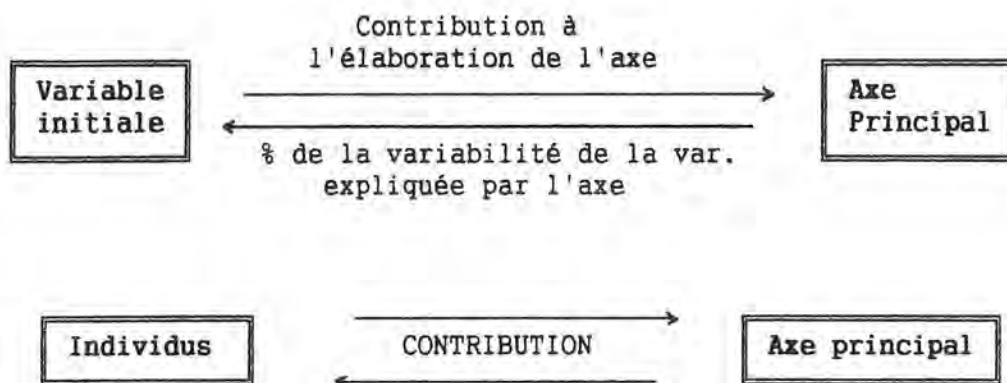 Contribution à
l'élaboration de l'axe
Variable
initiale
Axe
Principal
% de la variabilité de la var.
expliquée par l'axe
Individus
CONTRIBUTION
Axe principal